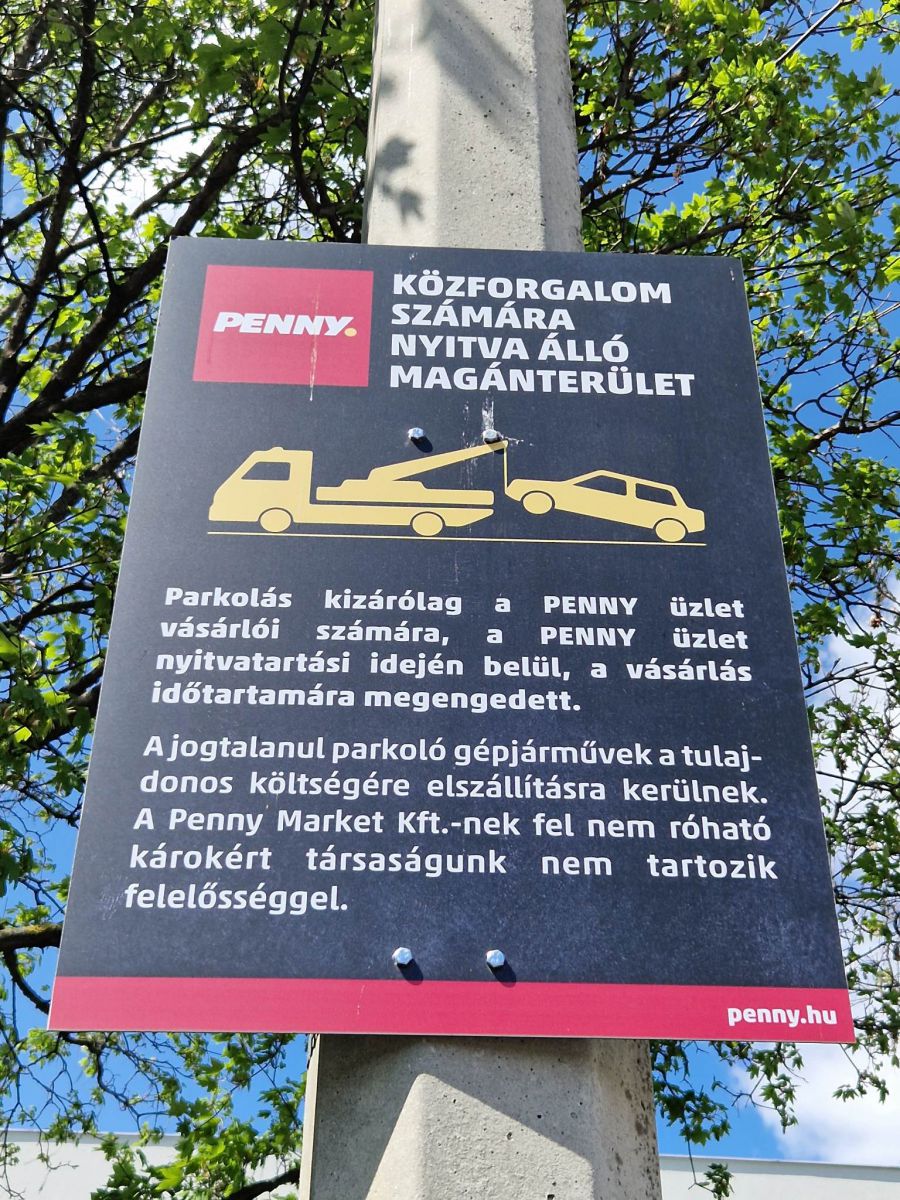 PENNY.
KÖZFORGALOM
SZÁMÁRA
NYITVA ÁLLÓ
MAGÁNTERÜLET
Parkolás kizárólag a PENNY üzlet
vásárlói számára, a PENNY üzlet
nyitvatartási idején belül, a vásárlás
időtartamára megengedett.
A jogtalanul parkoló gépjárművek a tulaj-
donos költségére elszállításra kerülnek.
A Penny Market Kft.-nek fel nem róható
károkért társaságunk nem tartozik
felelősséggel.
penny.hu